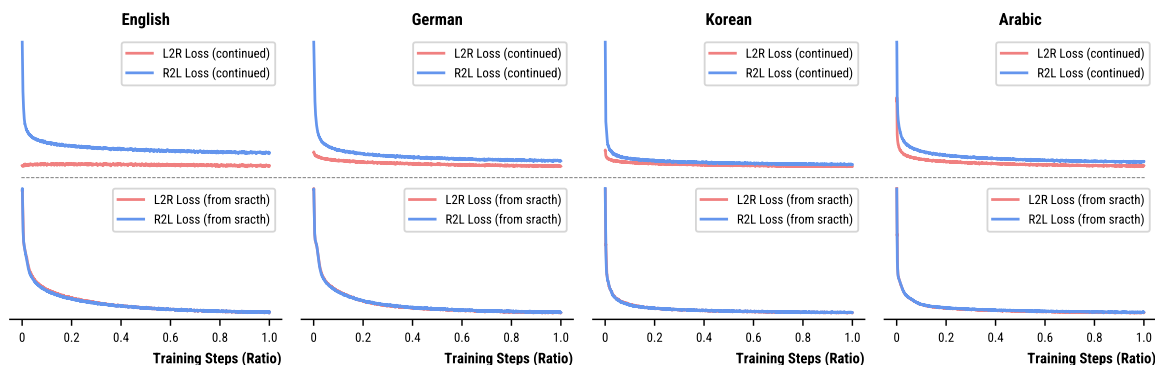 English
L2R Loss (continued)
R2L Loss (continued)
German
L2R Loss (continued)
R2L Loss (continued)
Korean
L2R Loss (continued)
R2L Loss (continued)
Arabic
L2R Loss (continued)
R2L Loss (continued)
L2R Loss (from sracth)
R2L Loss (from sracth)
0 0.2 0.4 0.6 0.8 1.0
Training Steps (Ratio)
L2R Loss (from sracth)
R2L Loss (from sracth)
0 0.2 0.4 0.6 0.8 1.0
Training Steps (Ratio)
L2R Loss (from sracth)
R2L Loss (from sracth)
0 0.2 0.4 0.6 0.8 1.0
Training Steps (Ratio)
L2R Loss (from sracth)
R2L Loss (from sracth)
0 0.2 0.4 0.6 0.8 1.0
Training Steps (Ratio)